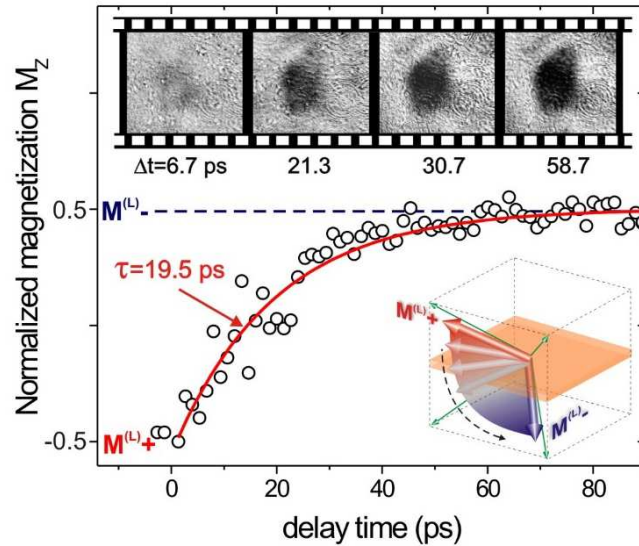 Δt=6.7 ps 21.3 30.7 58.7
Normalized magnetization M_Z
M^(L)-
0.5
τ=19.5 ps
M^(L)+
M^(L)-
-0.5
M^(L)+
0 20 40 60 80
delay time (ps)